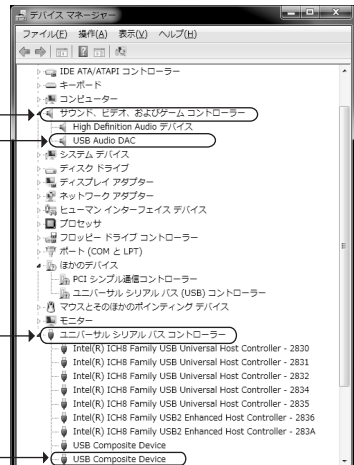 デバイス マネージャー
ファイル(F) 操作(A) 表示(V) ヘルプ(H)
IDE ATA/ATAPI コントローラー
キーボード
コンピューター
サウンド、ビデオ、およびゲーム コントローラー
High Definition Audio デバイス
USB Audio DAC
システム デバイス
ディスク ドライブ
ディスプレイ アダプター
ネットワーク アダプター
ヒューマン インターフェイス デバイス
プロセッサ
フロッピー ドライブ コントローラー
ポート (COM と LPT)
ほかのデバイス
PCI シンプル通信コントローラー
ユニバーサル シリアル バス (USB) コントローラー
マウスとそのほかのポインティング デバイス
モニター
ユニバーサル シリアル バス コントローラー
Intel(R) ICH8 Family USB Universal Host Controller - 2830
Intel(R) ICH8 Family USB Universal Host Controller - 2831
Intel(R) ICH8 Family USB Universal Host Controller - 2832
Intel(R) ICH8 Family USB Universal Host Controller - 2834
Intel(R) ICH8 Family USB Universal Host Controller - 2835
Intel(R) ICH8 Family USB2 Enhanced Host Controller - 2836
Intel(R) ICH8 Family USB2 Enhanced Host Controller - 283A
USB Composite Device
USB Composite Device